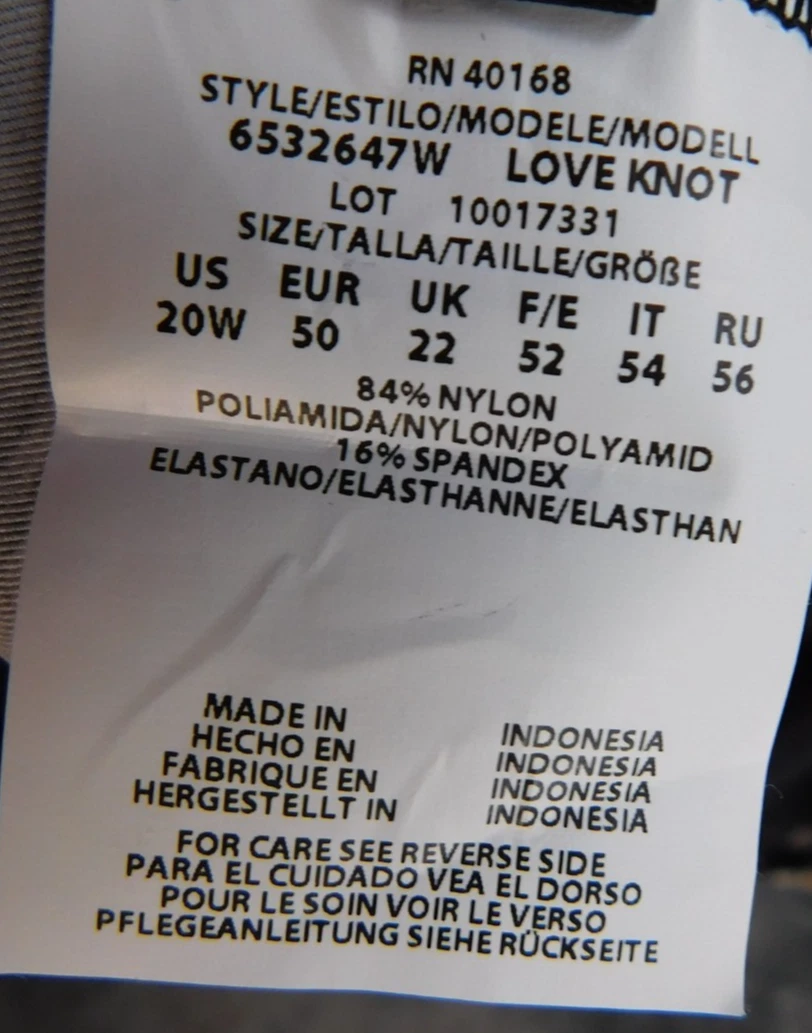 RN 40168
STYLE/ESTILO/MODELE/MODELL
6532647W LOVE KNOT
LOT 10017331
SIZE/TALLA/TAILLE/GRÖßE
US EUR UK F/E IT RU
20W 50 22 52 54 56
84% NYLON
POLIAMIDA/NYLON/POLYAMID
16% SPANDEX
ELASTANO/ELASTHANNE/ELASTHAN
MADE IN INDONESIA
HECHO EN INDONESIA
FABRIQUE EN INDONESIA
HERGESTELLT IN INDONESIA
FOR CARE SEE REVERSE SIDE
PARA EL CUIDADO VEA EL DORSO
POUR LE SOIN VOIR LE VERSO
PFLEGEANLEITUNG SIEHE RÜCKSEITE